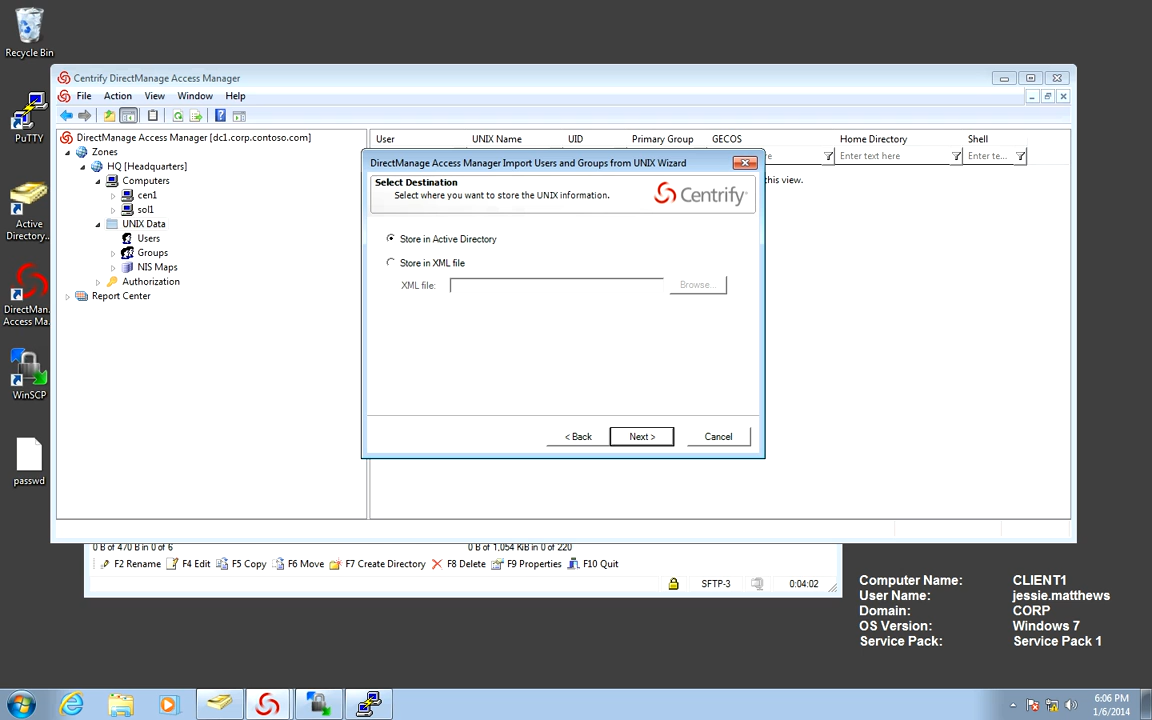 Recycle Bin
PuTTY
Active
Directory...
DirectMan...
Access Ma...
WinSCP
passwd
Centrify DirectManage Access Manager
File Action View Window Help
DirectManage Access Manager [dc1.corp.contoso.com]
Zones
HQ [Headquarters]
Computers
cen1
sol1
UNIX Data
Users
Groups
NIS Maps
Authorization
Report Center
User UNIX Name UID Primary Group GECOS Home Directory Shell
Enter text here Ente...
this view.
DirectManage Access Manager Import Users and Groups from UNIX Wizard
Select Destination
Select where you want to store the UNIX information.
Centrify
Store in Active Directory
Store in XML file
XML file: Browse...
< Back Next > Cancel
0 B of 470 B in 0 of 6 0 B of 1,054 KiB in 0 of 220
F2 Rename F4 Edit F5 Copy F6 Move F7 Create Directory F8 Delete F9 Properties F10 Quit
SFTP-3 0:04:02
Computer Name: CLIENT1
User Name: jessie.matthews
Domain: CORP
OS Version: Windows 7
Service Pack: Service Pack 1
6:06 PM
1/6/2014